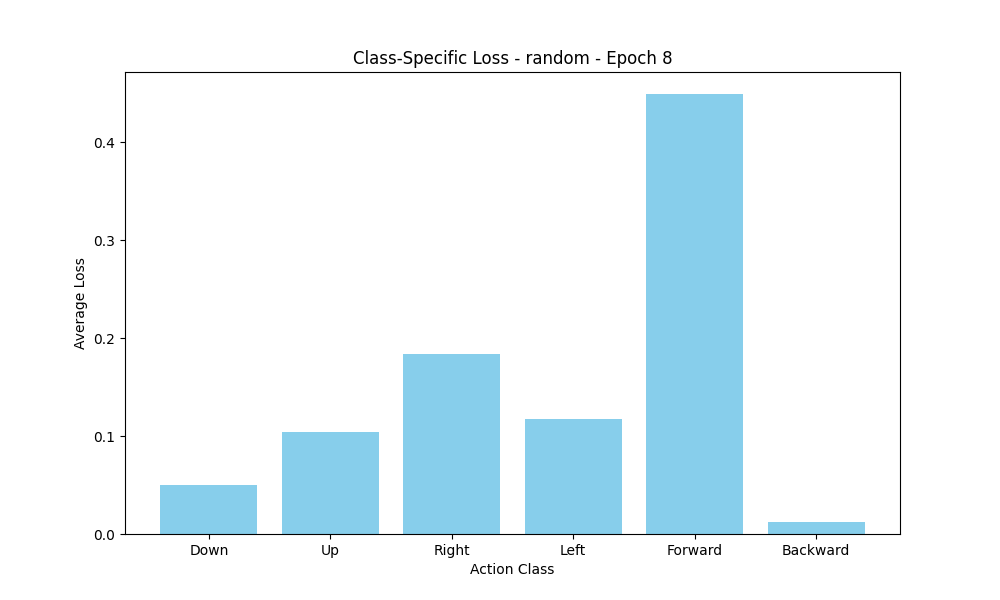 Class-Specific Loss - random - Epoch 8
Average Loss
0.4
0.3
0.2
0.1
0.0
Down Up Right Left Forward Backward
Action Class